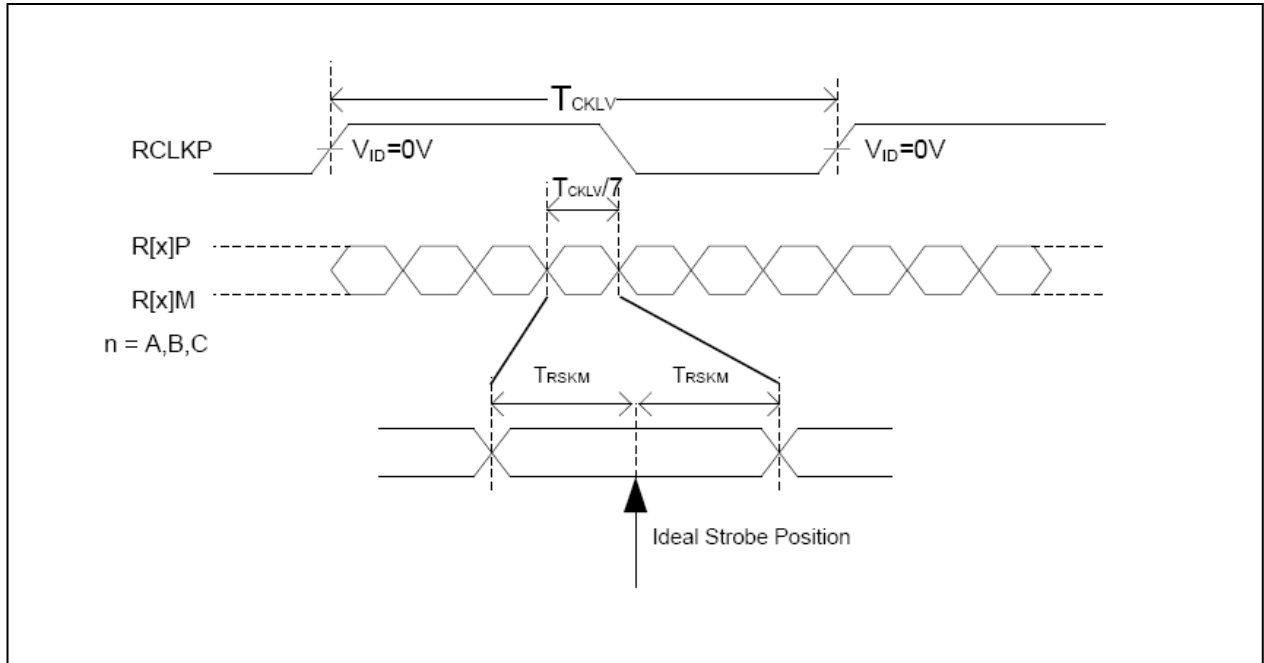 TCKLV
RCLKP
VID=0V
VID=0V
TCKLV/7
R[x]P
R[x]M
n = A,B,C
TRSKM
TRSKM
Ideal Strobe Position